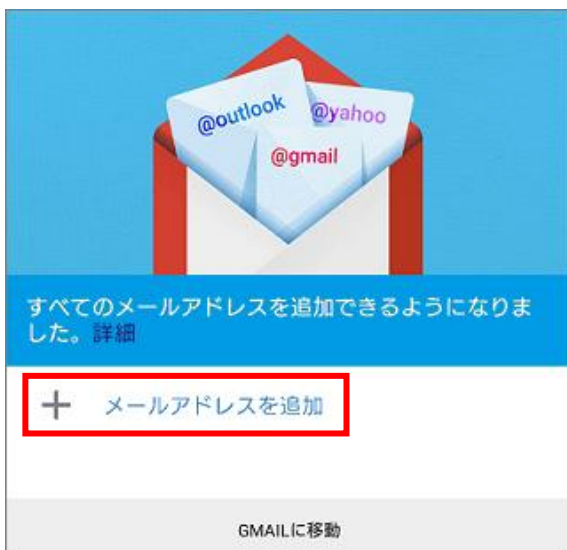 @outlook
@yahoo
@gmail
すべてのメールアドレスを追加できるようになりま
した。詳細
メールアドレスを追加
GMAILに移動